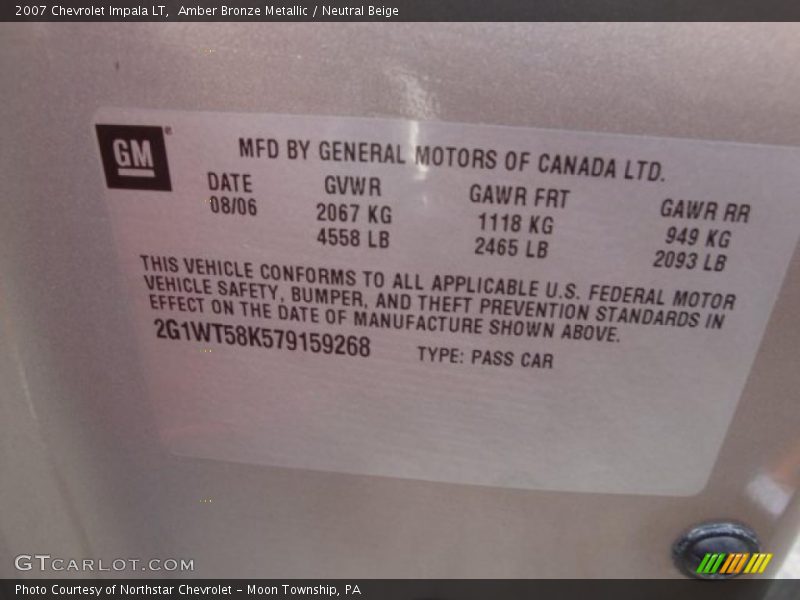 2007 Chevrolet Impala LT,  Amber Bronze Metallic / Neutral Beige
GM
MFD BY GENERAL MOTORS OF CANADA LTD.
DATE GVWR GAWR FRT GAWR RR
08/06 2067 KG 1118 KG 949 KG
4558 LB 2465 LB 2093 LB
THIS VEHICLE CONFORMS TO ALL APPLICABLE U.S. FEDERAL MOTOR
VEHICLE SAFETY, BUMPER, AND THEFT PREVENTION STANDARDS IN
EFFECT ON THE DATE OF MANUFACTURE SHOWN ABOVE.
2G1WT58K579159268 TYPE: PASS CAR
GTCARLOT.COM
Photo Courtesy of Northstar Chevrolet - Moon Township, PA